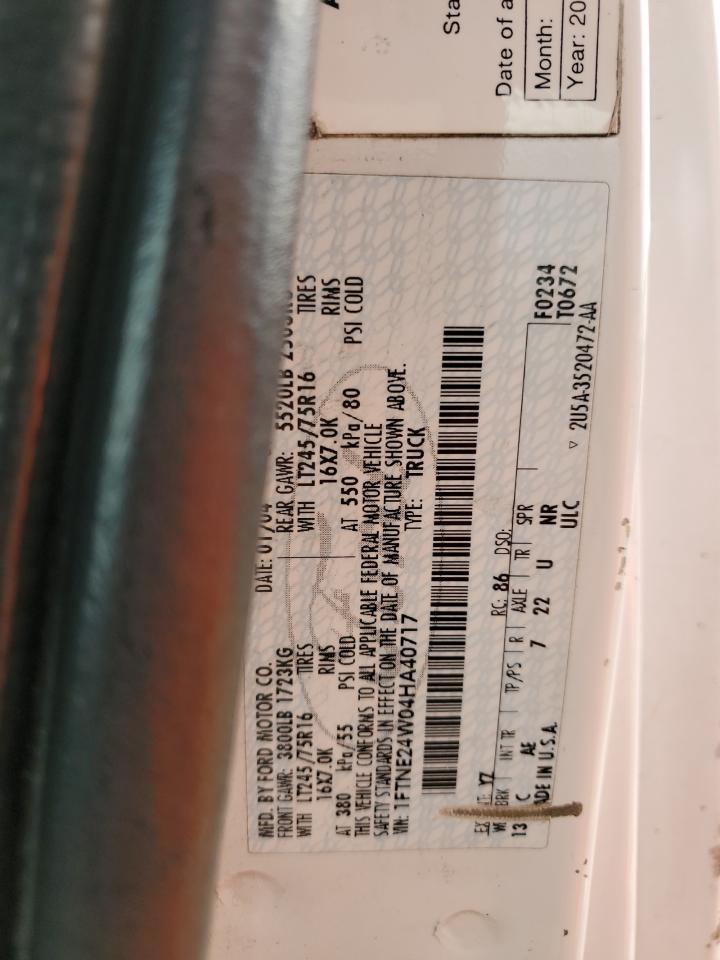 Sta
Date of a
Month:
Year: 20
MFD. BY FORD MOTOR CO.
DATE: 01/04
FRONT GAWR: 3800LB 1723KG
REAR GAWR: 5520LB
WITH LT245/75R16 TIRES
WITH LT245/75R16 TIRES
16X7.0K RIMS
16X7.0K RIMS
AT 380 kPa/55 PSI COLD
AT 550 kPa/80 PSI COLD
THIS VEHICLE CONFORMS TO ALL APPLICABLE FEDERAL MOTOR VEHICLE
SAFETY STANDARDS IN EFFECT ON THE DATE OF MANUFACTURE SHOWN ABOVE.
VIN: 1FTNE24W04HA40717
TYPE: TRUCK
YZ RC: 86 DSO:
F0234
BRK INT TR TP/PS R AXLE TR SPR
T0672
13 C AE 7 22 U NR
ADE IN U.S.A. ULC
▽ 2U5A-3520472-AA